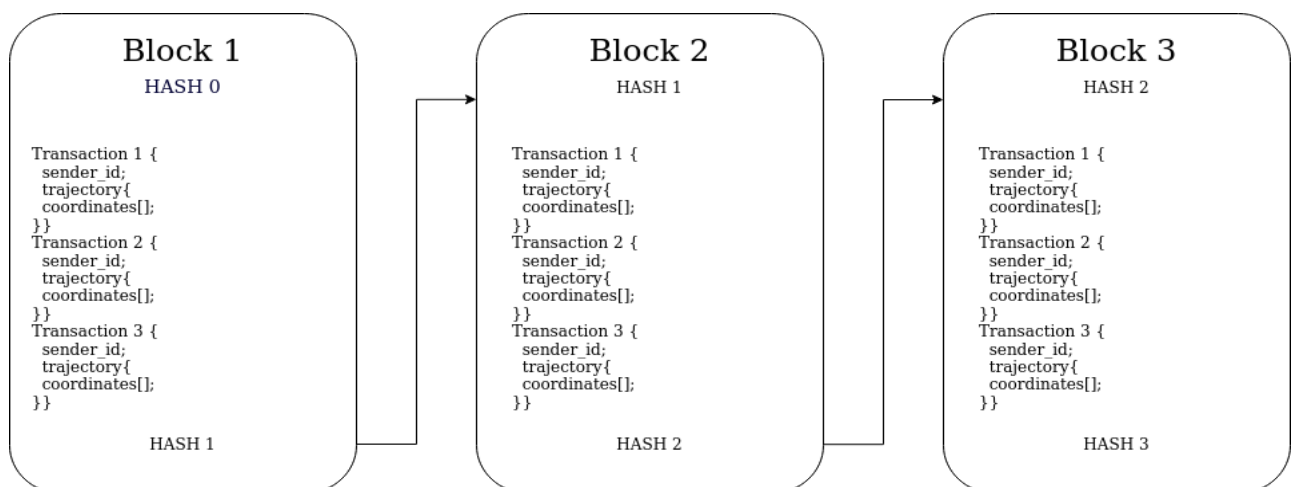 Block 1
HASH 0
Transaction 1 {
sender_id;
trajectory{
coordinates[];
}}
Transaction 2 {
sender_id;
trajectory{
coordinates[];
}}
Transaction 3 {
sender_id;
trajectory{
coordinates[];
}}
HASH 1
Block 2
HASH 1
Transaction 1 {
sender_id;
trajectory{
coordinates[];
}}
Transaction 2 {
sender_id;
trajectory{
coordinates[];
}}
Transaction 3 {
sender_id;
trajectory{
coordinates[];
}}
HASH 2
Block 3
HASH 2
Transaction 1 {
sender_id;
trajectory{
coordinates[];
}}
Transaction 2 {
sender_id;
trajectory{
coordinates[];
}}
Transaction 3 {
sender_id;
trajectory{
coordinates[];
}}
HASH 3